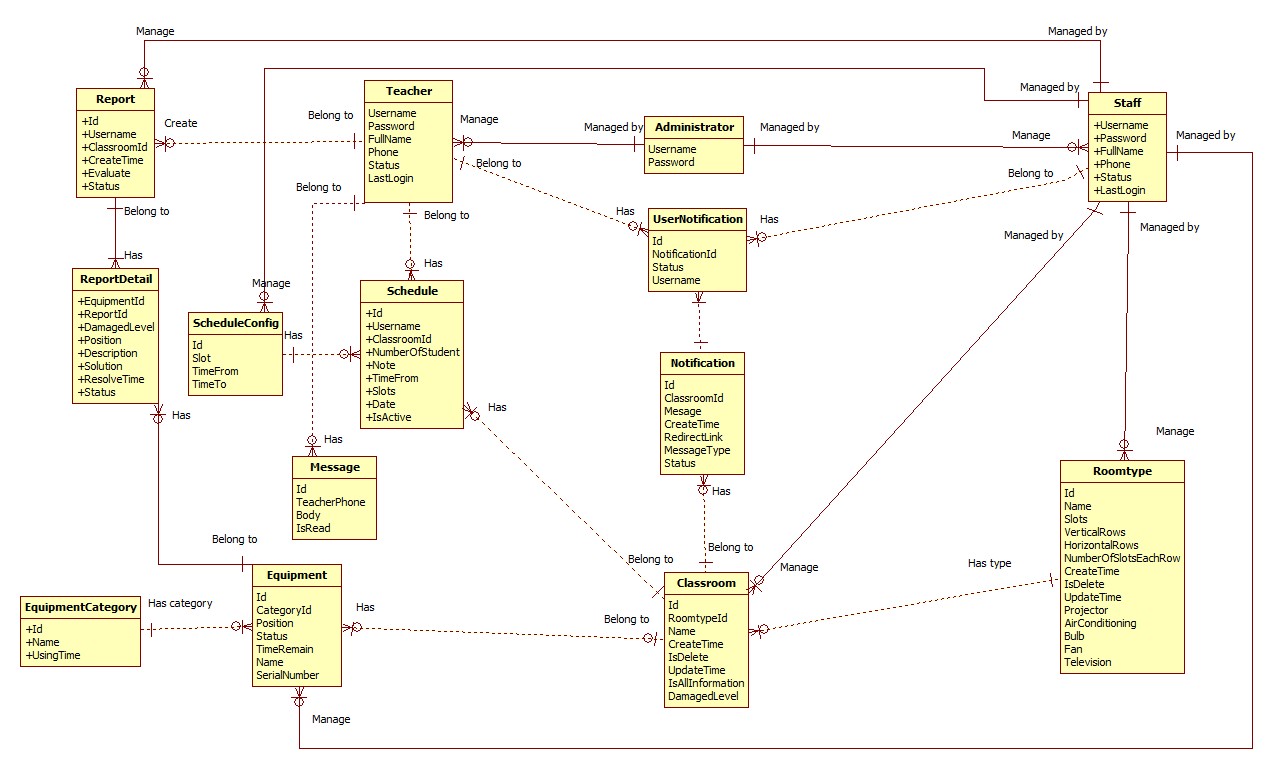 Manage
Managed by
Report
+Id
+Username
+ClassroomId
+CreateTime
+Evaluate
+Status
Create
Belong to
Teacher
Username
Password
FullName
Phone
Status
LastLogin
Manage
Managed by
Administrator
Username
Password
Managed by
Managed by
Manage
Staff
+Username
+Password
+FullName
+Phone
+Status
+LastLogin
Managed by
Belong to
Belong to
Belong to
Belong to
Belong to
Has
UserNotification
Id
NotificationId
Status
Username
Has
Managed by
Managed by
Has
ReportDetail
+EquipmentId
+ReportId
+DamagedLevel
+Position
+Description
+Solution
+ResolveTime
+Status
Has
Manage
ScheduleConfig
Id
Slot
TimeFrom
TimeTo
Has
Has
Schedule
+Id
+Username
+ClassroomId
+NumberOfStudent
+Note
+TimeFrom
+Slots
+Date
+IsActive
Has
Notification
Id
ClassroomId
Mesage
CreateTime
RedirectLink
MessageType
Status
Has
Has
Message
Id
TeacherPhone
Body
IsRead
Manage
Roomtype
Id
Name
Slots
VerticalRows
HorizontalRows
NumberOfSlotsEachRow
CreateTime
IsDelete
UpdateTime
Projector
AirConditioning
Bulb
Fan
Television
Belong to
Belong to
Belong to
Manage
Has type
EquipmentCategory
+Id
+Name
+UsingTime
Has category
Equipment
Id
CategoryId
Position
Status
TimeRemain
Name
SerialNumber
Has
Belong to
Classroom
Id
RoomtypeId
Name
CreateTime
IsDelete
UpdateTime
IsAllInformation
DamagedLevel
Manage